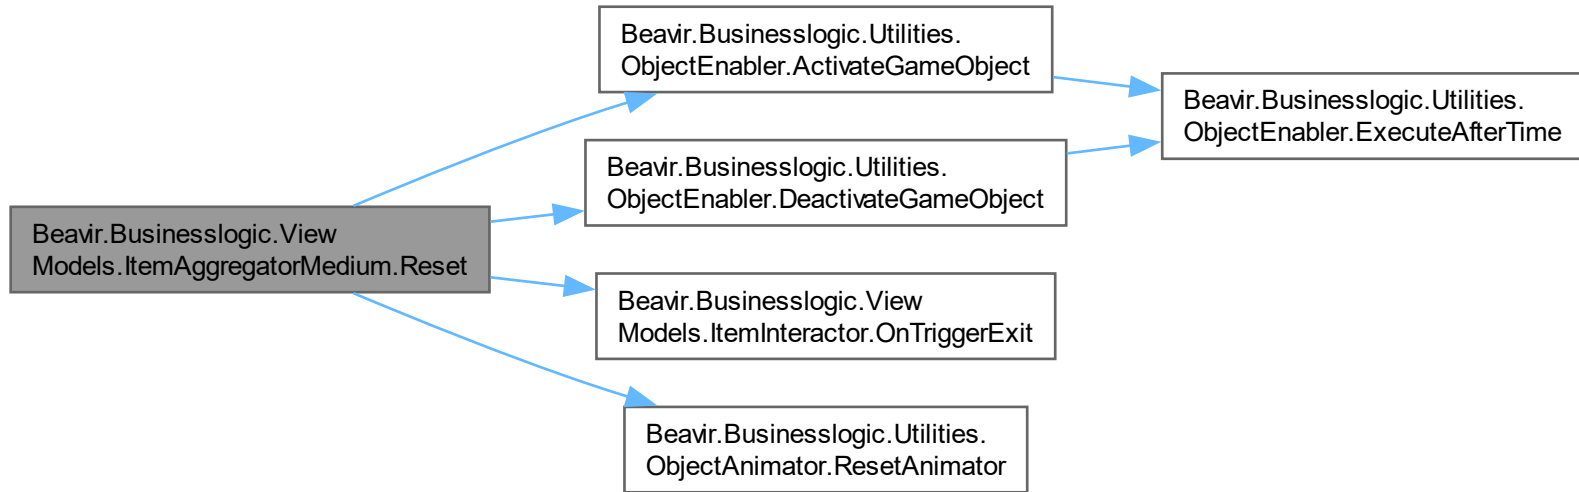 Beavir.Businesslogic.View
Models.ItemAggregatorMedium.Reset
Beavir.Businesslogic.Utilities.
ObjectEnabler.ActivateGameObject
Beavir.Businesslogic.Utilities.
ObjectEnabler.DeactivateGameObject
Beavir.Businesslogic.View
Models.ItemInteractor.OnTriggerExit
Beavir.Businesslogic.Utilities.
ObjectAnimator.ResetAnimator
Beavir.Businesslogic.Utilities.
ObjectEnabler.ExecuteAfterTime